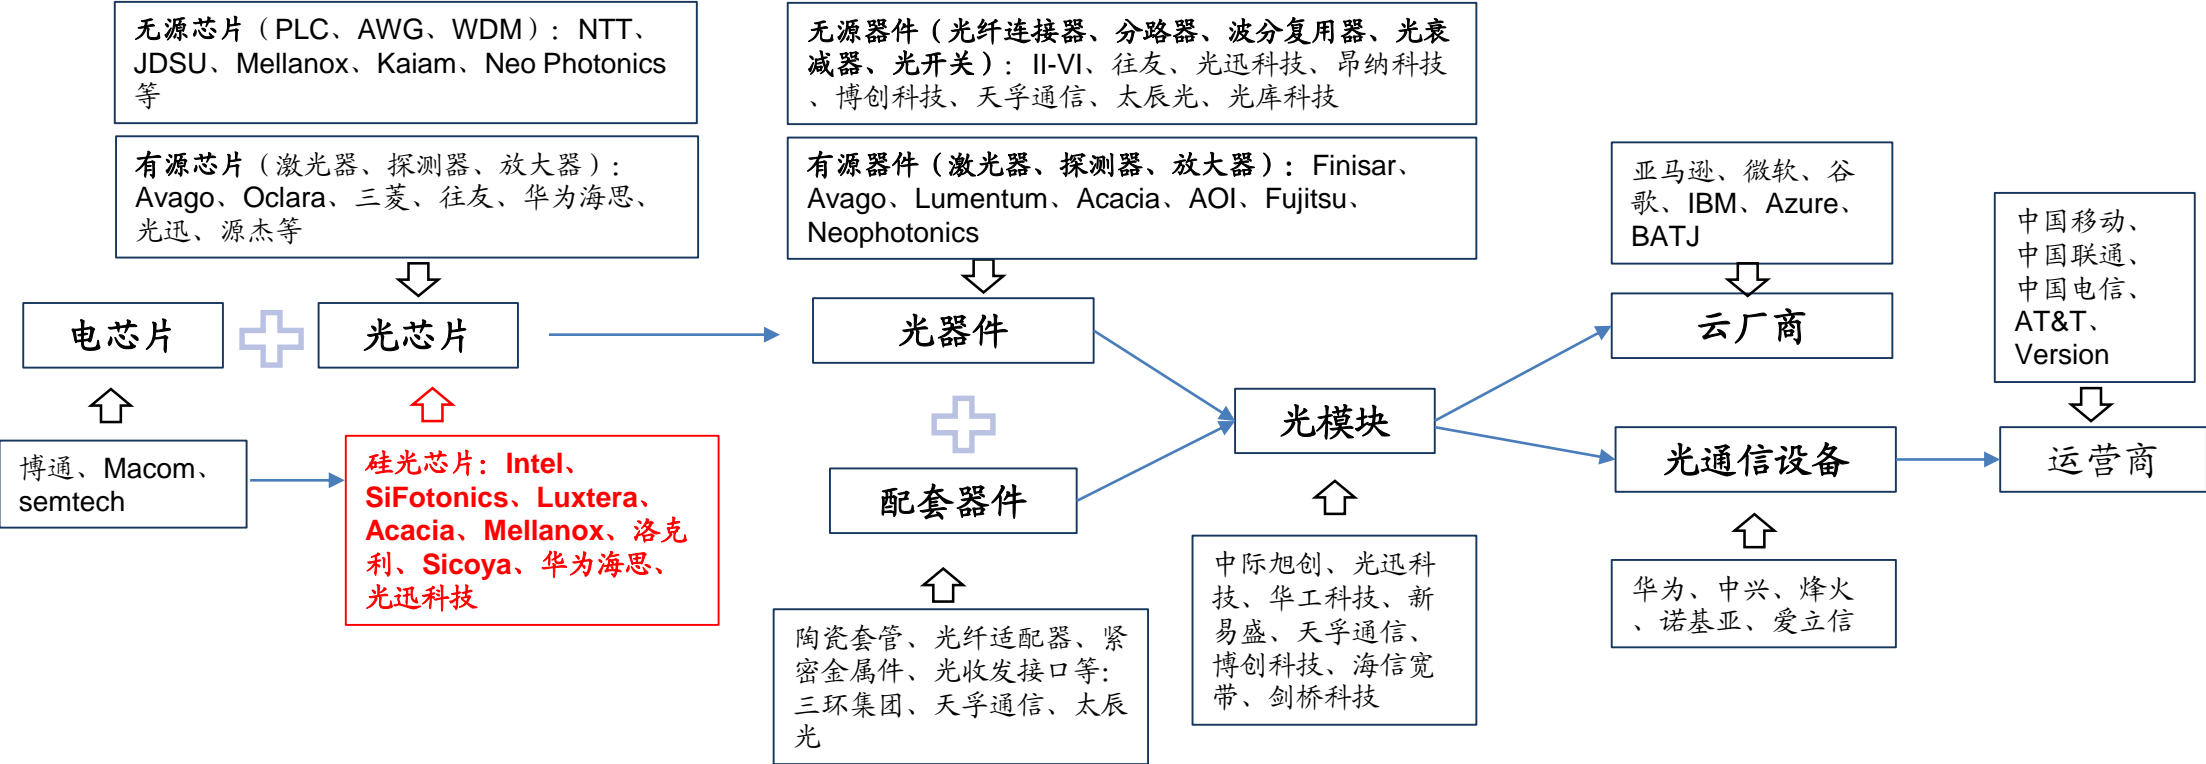 无源芯片（PLC、AWG、WDM）：NTT、
JDSU、Mellanox、Kaiam、Neo Photonics
等
无源器件（光纤连接器、分路器、波分复用器、光衰
减器、光开关）：II-VI、往友、光迅科技、昂纳科技
、博创科技、天孚通信、太辰光、光库科技
有源芯片（激光器、探测器、放大器）：
Avago、Oclara、三菱、往友、华为海思、
光迅、源杰等
有源器件（激光器、探测器、放大器）：Finisar、
Avago、Lumentum、Acacia、AOI、Fujitsu、
Neophotonics
亚马逊、微软、谷
歌、IBM、Azure、
BATJ
中国移动、
中国联通、
中国电信、
AT&T、
Version
电芯片
光芯片
光器件
云厂商
光模块
配套器件
光通信设备
运营商
博通、Macom、
semtech
硅光芯片：Intel、
SiFotonics、Luxtera、
Acacia、Mellanox、洛克
利、Sicoya、华为海思、
光迅科技
陶瓷套管、光纤适配器、紧
密金属件、光收发接口等：
三环集团、天孚通信、太辰
光
中际旭创、光迅科
技、华工科技、新
易盛、天孚通信、
博创科技、海信宽
带、剑桥科技
华为、中兴、烽火
、诺基亚、爱立信